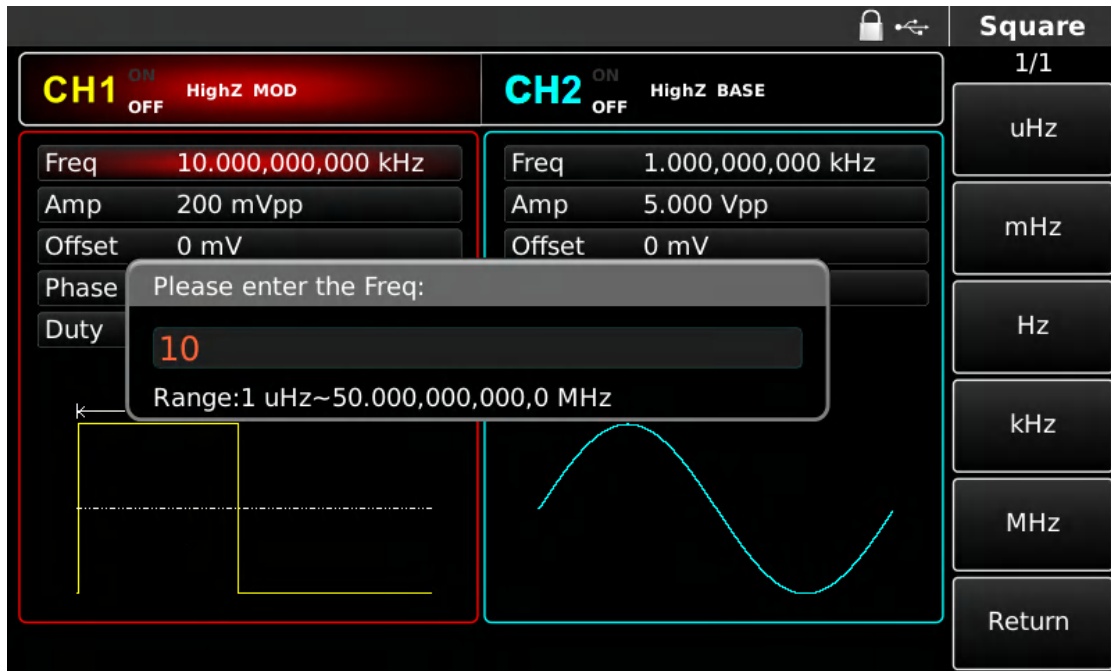 Square
1/1
CH1 ON OFF HighZ MOD
CH2 ON OFF HighZ BASE
Freq 10.000,000,000 kHz
Amp 200 mVpp
Offset 0 mV
Phase
Duty
Freq 1.000,000,000 kHz
Amp 5.000 Vpp
Offset 0 mV
Please enter the Freq:
10
Range:1 uHz~50.000,000,000,0 MHz
uHz
mHz
Hz
kHz
MHz
Return